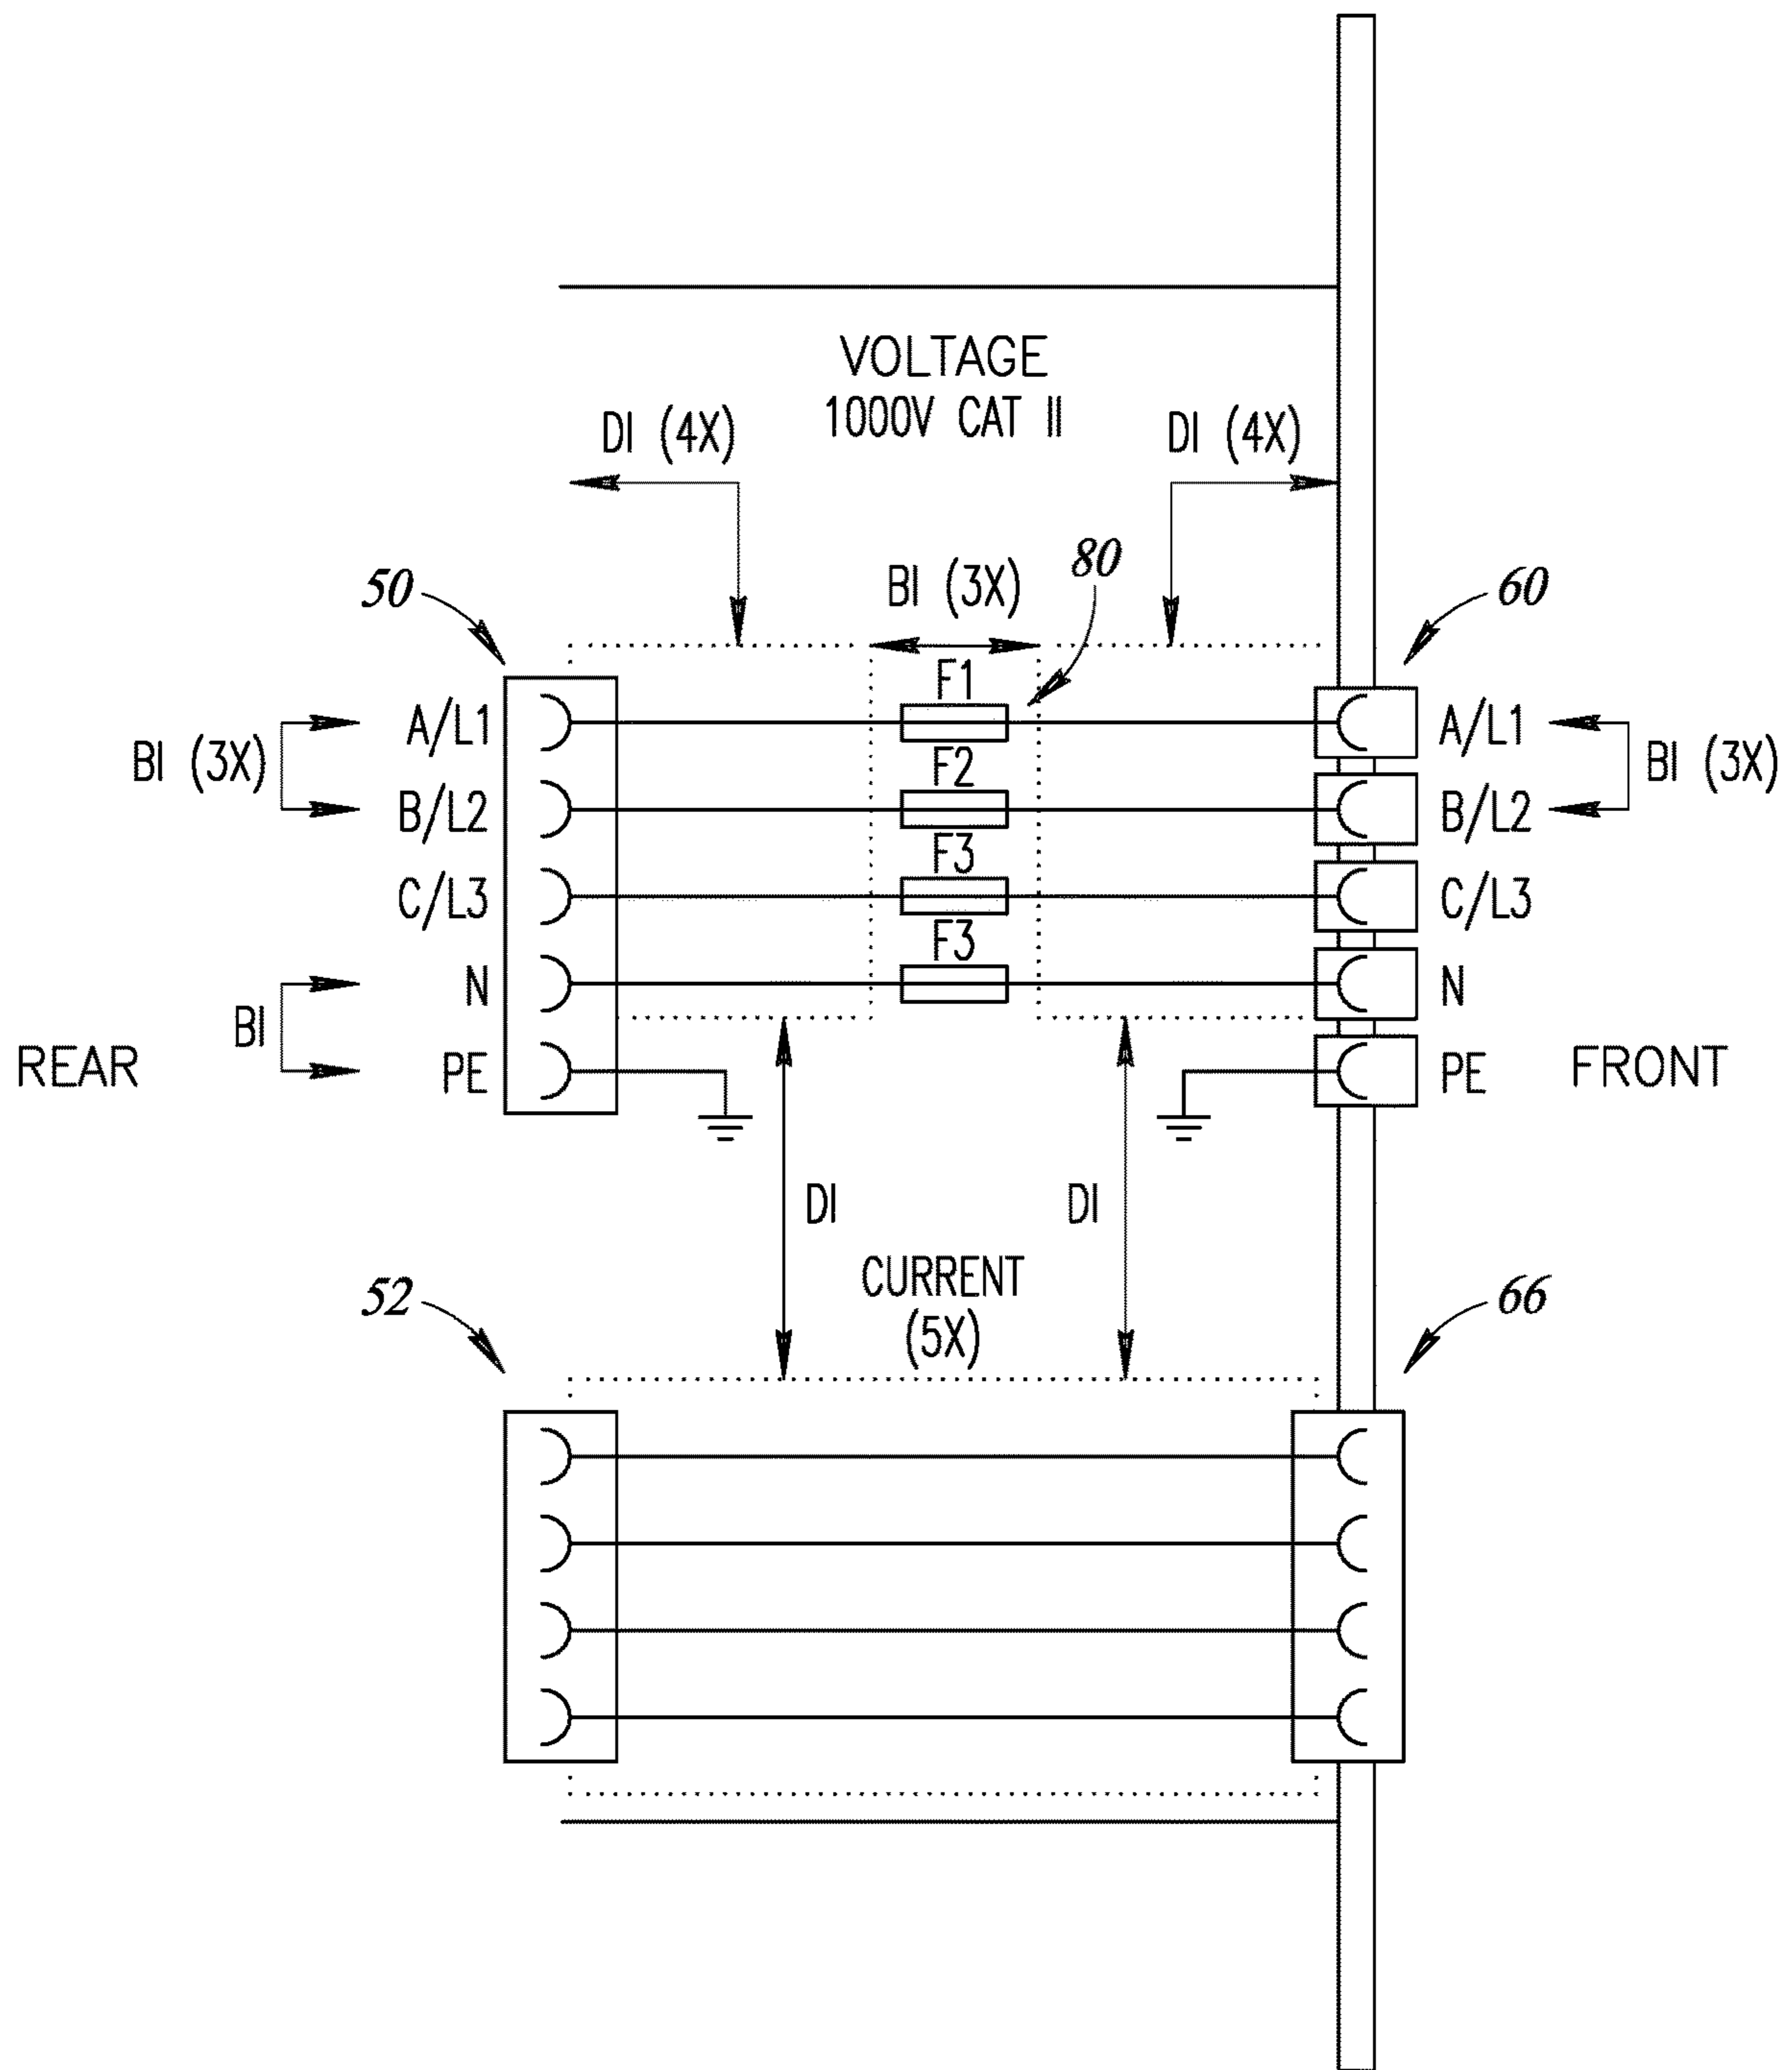 VOLTAGE
1000V CAT II
DI (4X)
DI (4X)
BI (3X)
80
50
60
F1
A/L1
A/L1
BI (3X)
BI (3X)
F2
B/L2
B/L2
F3
C/L3
C/L3
F3
N
N
BI
REAR
PE
PE
FRONT
DI
DI
CURRENT
(5X)
52
66